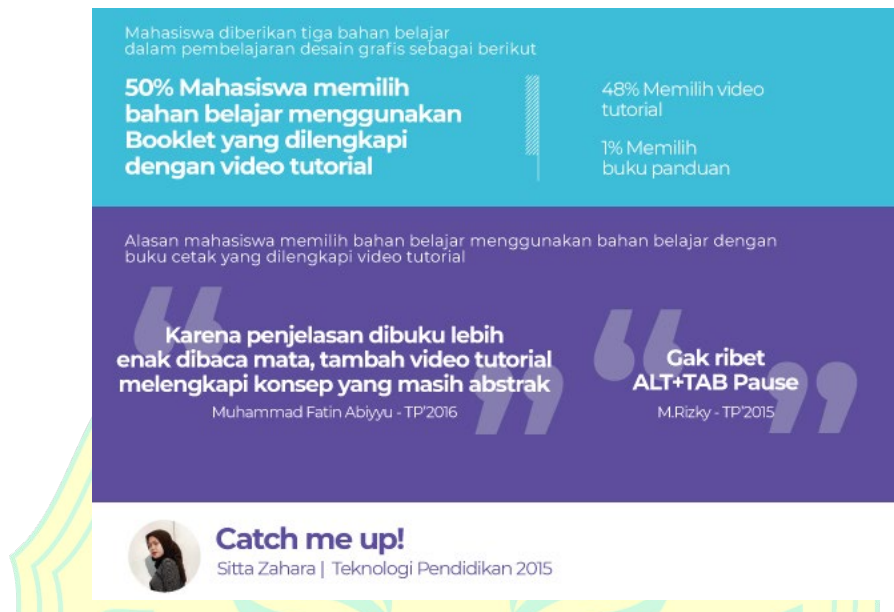 Mahasiswa diberikan tiga bahan belajar
dalam pembelajaran desain grafis sebagai berikut
50% Mahasiswa memilih
bahan belajar menggunakan
Booklet yang dilengkapi
dengan video tutorial
48% Memilih video
tutorial
1% Memilih
buku panduan
Alasan mahasiswa memilih bahan belajar menggunakan bahan belajar dengan
buku cetak yang dilengkapi video tutorial
“
Karena penjelasan dibuku lebih
enak dibaca mata, tambah video tutorial
melengkapi konsep yang masih abstrak
”
Muhammad Fatin Abiyyu - TP'2016
“
Gak ribet
ALT+TAB Pause
”
M.Rizky - TP'2015
Catch me up!
Sitta Zahara | Teknologi Pendidikan 2015